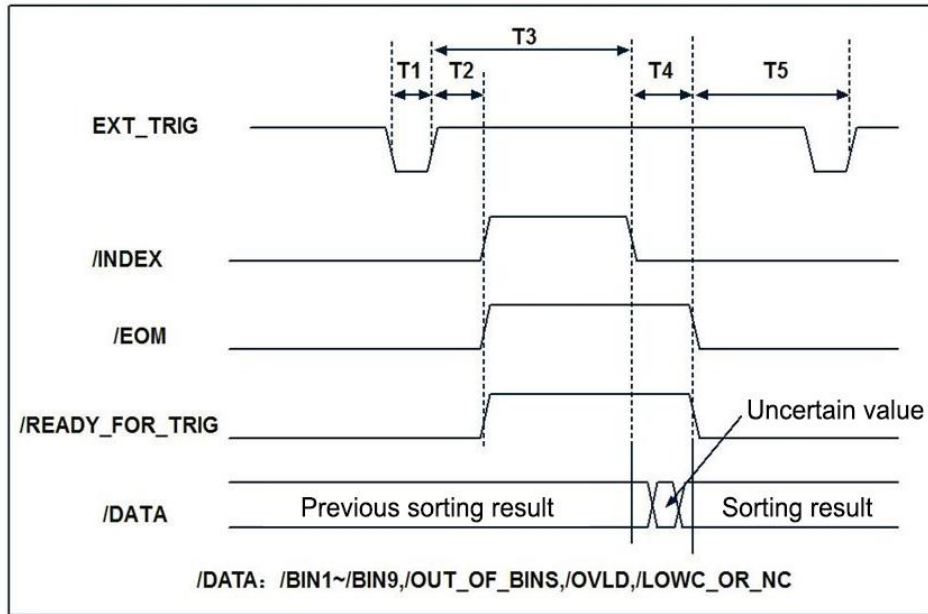 T3
T1
T2
T4
T5
EXT_TRIG
/INDEX
/EOM
/READY_FOR_TRIG
Uncertain value
/DATA
Previous sorting result
Sorting result
/DATA: /BIN1~/BIN9,/OUT_OF_BINS,/OVLD,/LOWC_OR_NC